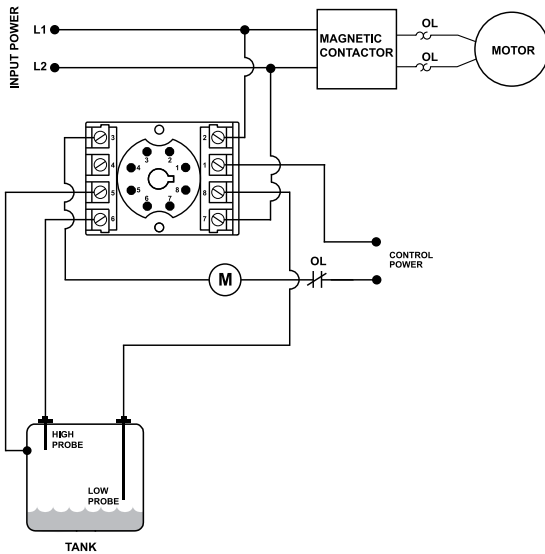 INPUT POWER
L1
L2
MAGNETIC
CONTACTOR
OL
OL
MOTOR
3
4
5
6
2
1
8
7
3
2
4
1
5
8
6
7
M
OL
CONTROL
POWER
HIGH
PROBE
LOW
PROBE
TANK